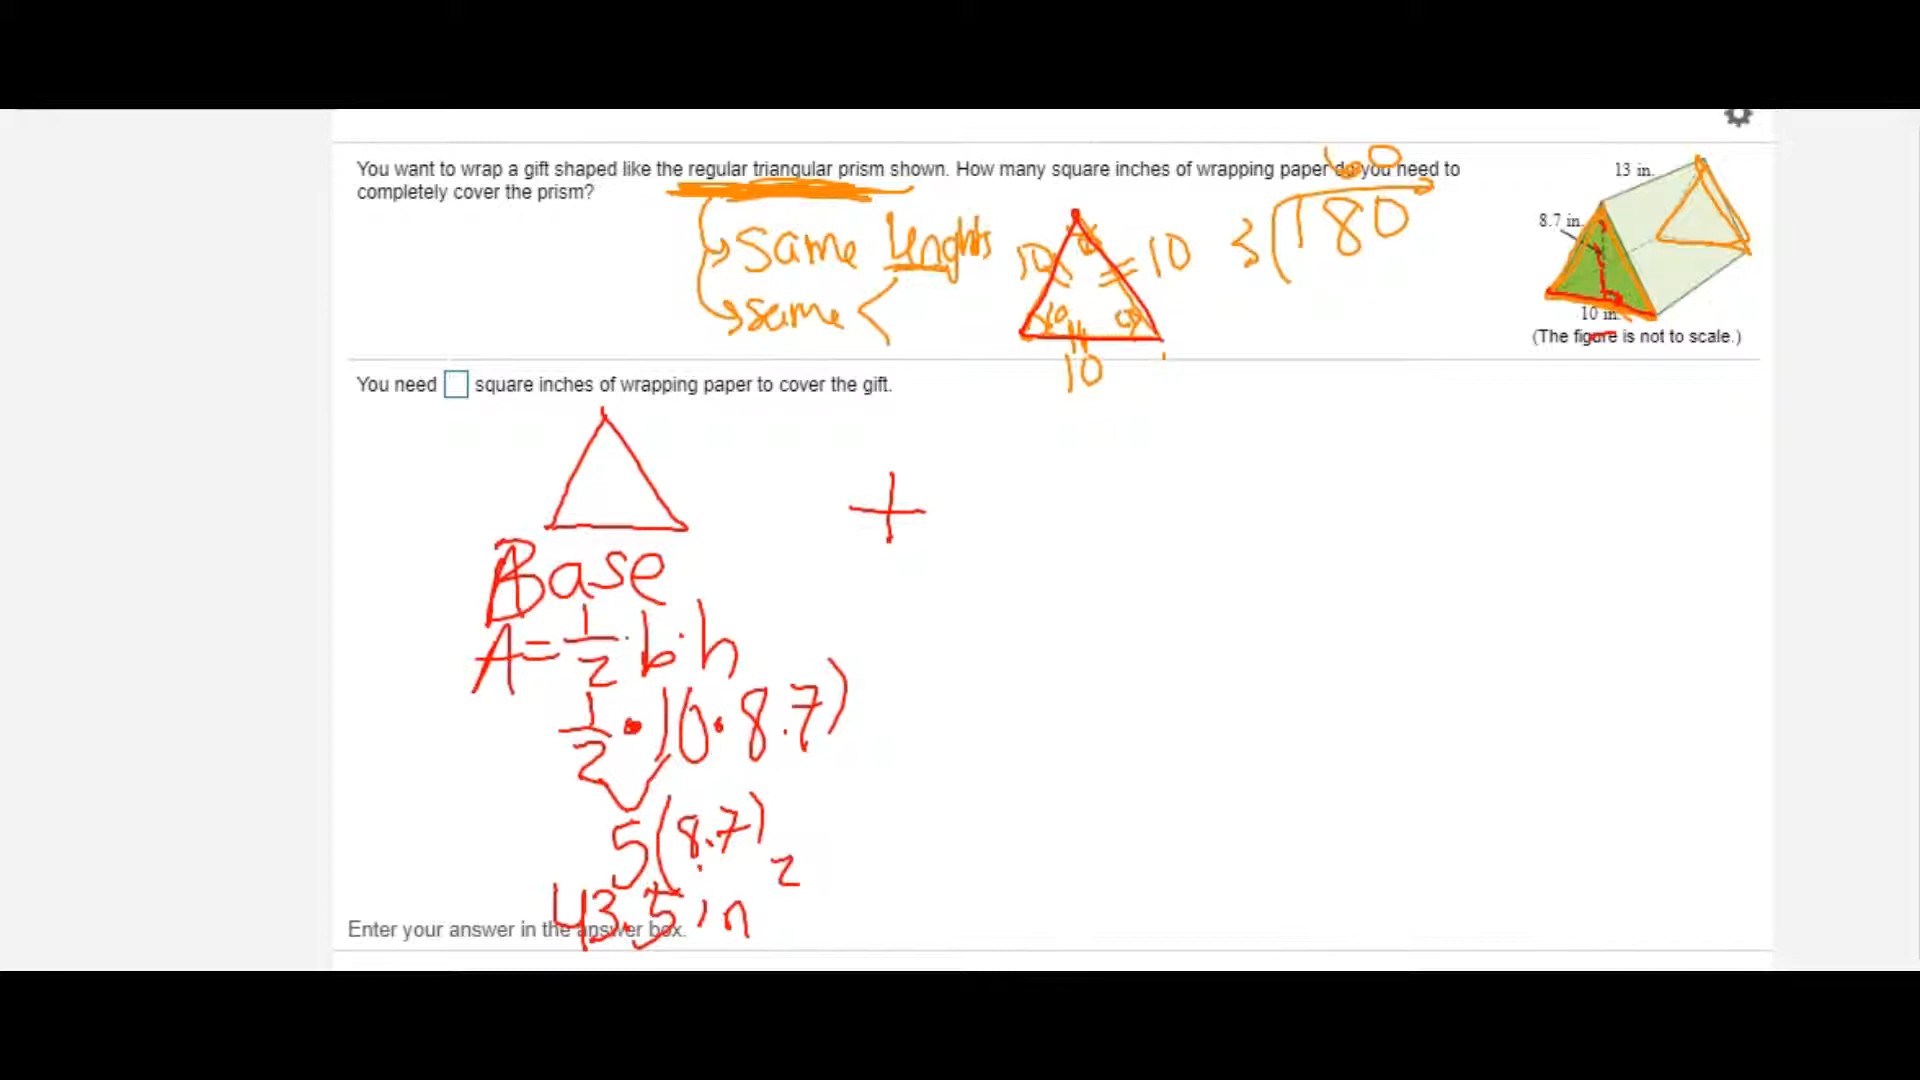 You want to wrap a gift shaped like the regular triangular prism shown. How many square inches of wrapping paper do you need to
completely cover the prism?
13 in.
8.7 in.
10 in.
(The figure is not to scale.)
60
3 180
same lenghts
same <
10
10
10
You need square inches of wrapping paper to cover the gift.
+
Base
A = 1/2 · b · h
1/2 · 10 · 8.7)
5(8.7)
43.5 in 2
Enter your answer in the answer box.